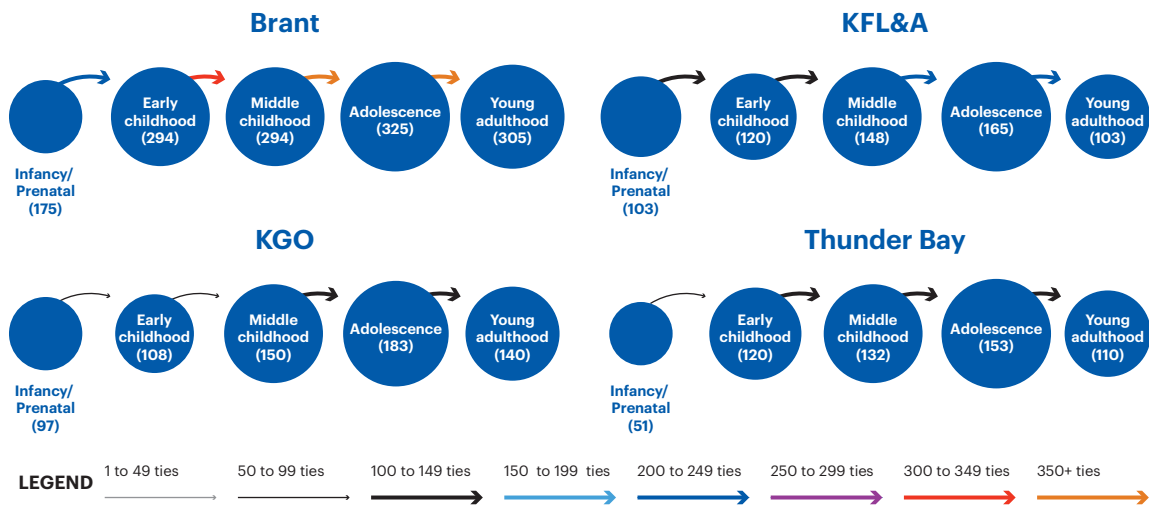 Brant
Early
childhood
(294)
Middle
childhood
(294)
Adolescence
(325)
Young
adulthood
(305)
Infancy/
Prenatal
(175)
KFL&A
Early
childhood
(120)
Middle
childhood
(148)
Adolescence
(165)
Young
adulthood
(103)
Infancy/
Prenatal
(103)
KGO
Early
childhood
(108)
Middle
childhood
(150)
Adolescence
(183)
Young
adulthood
(140)
Infancy/
Prenatal
(97)
Thunder Bay
Early
childhood
(120)
Middle
childhood
(132)
Adolescence
(153)
Young
adulthood
(110)
Infancy/
Prenatal
(51)
LEGEND
1 to 49 ties
50 to 99 ties
100 to 149 ties
150 to 199 ties
200 to 249 ties
250 to 299 ties
300 to 349 ties
350+ ties